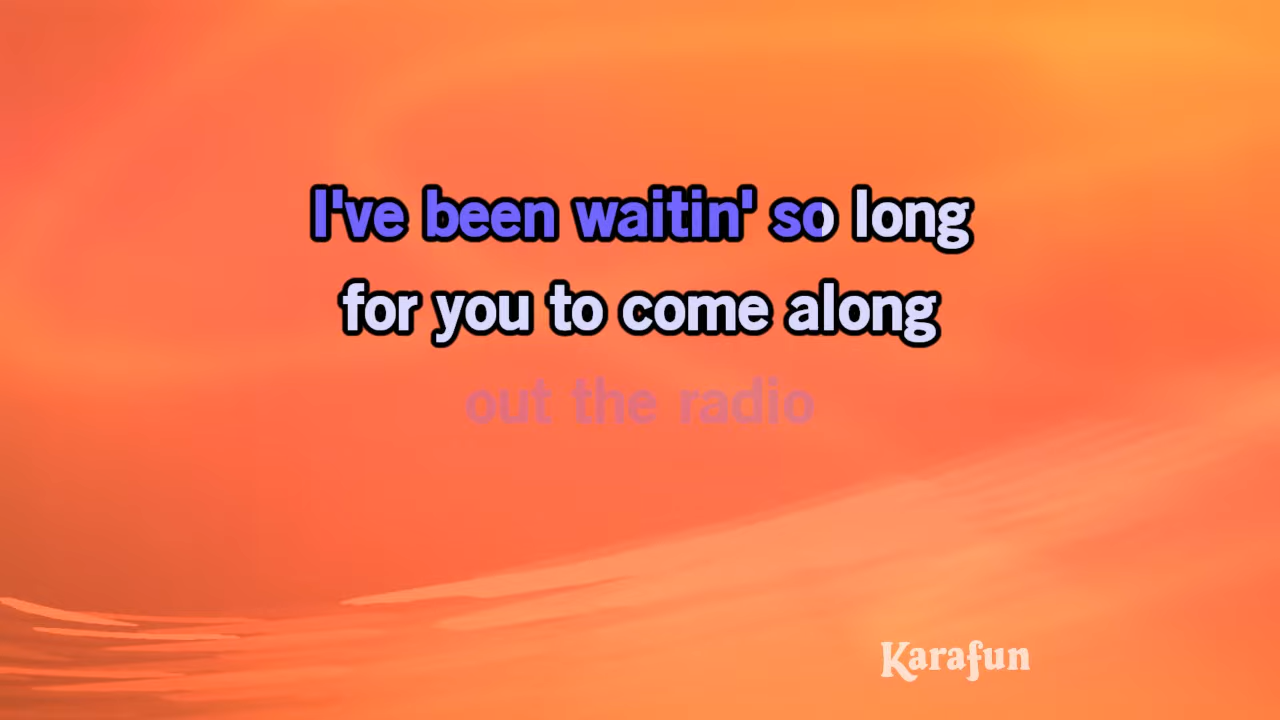 I've been waitin' so long
for you to come along
out the radio
Karafun